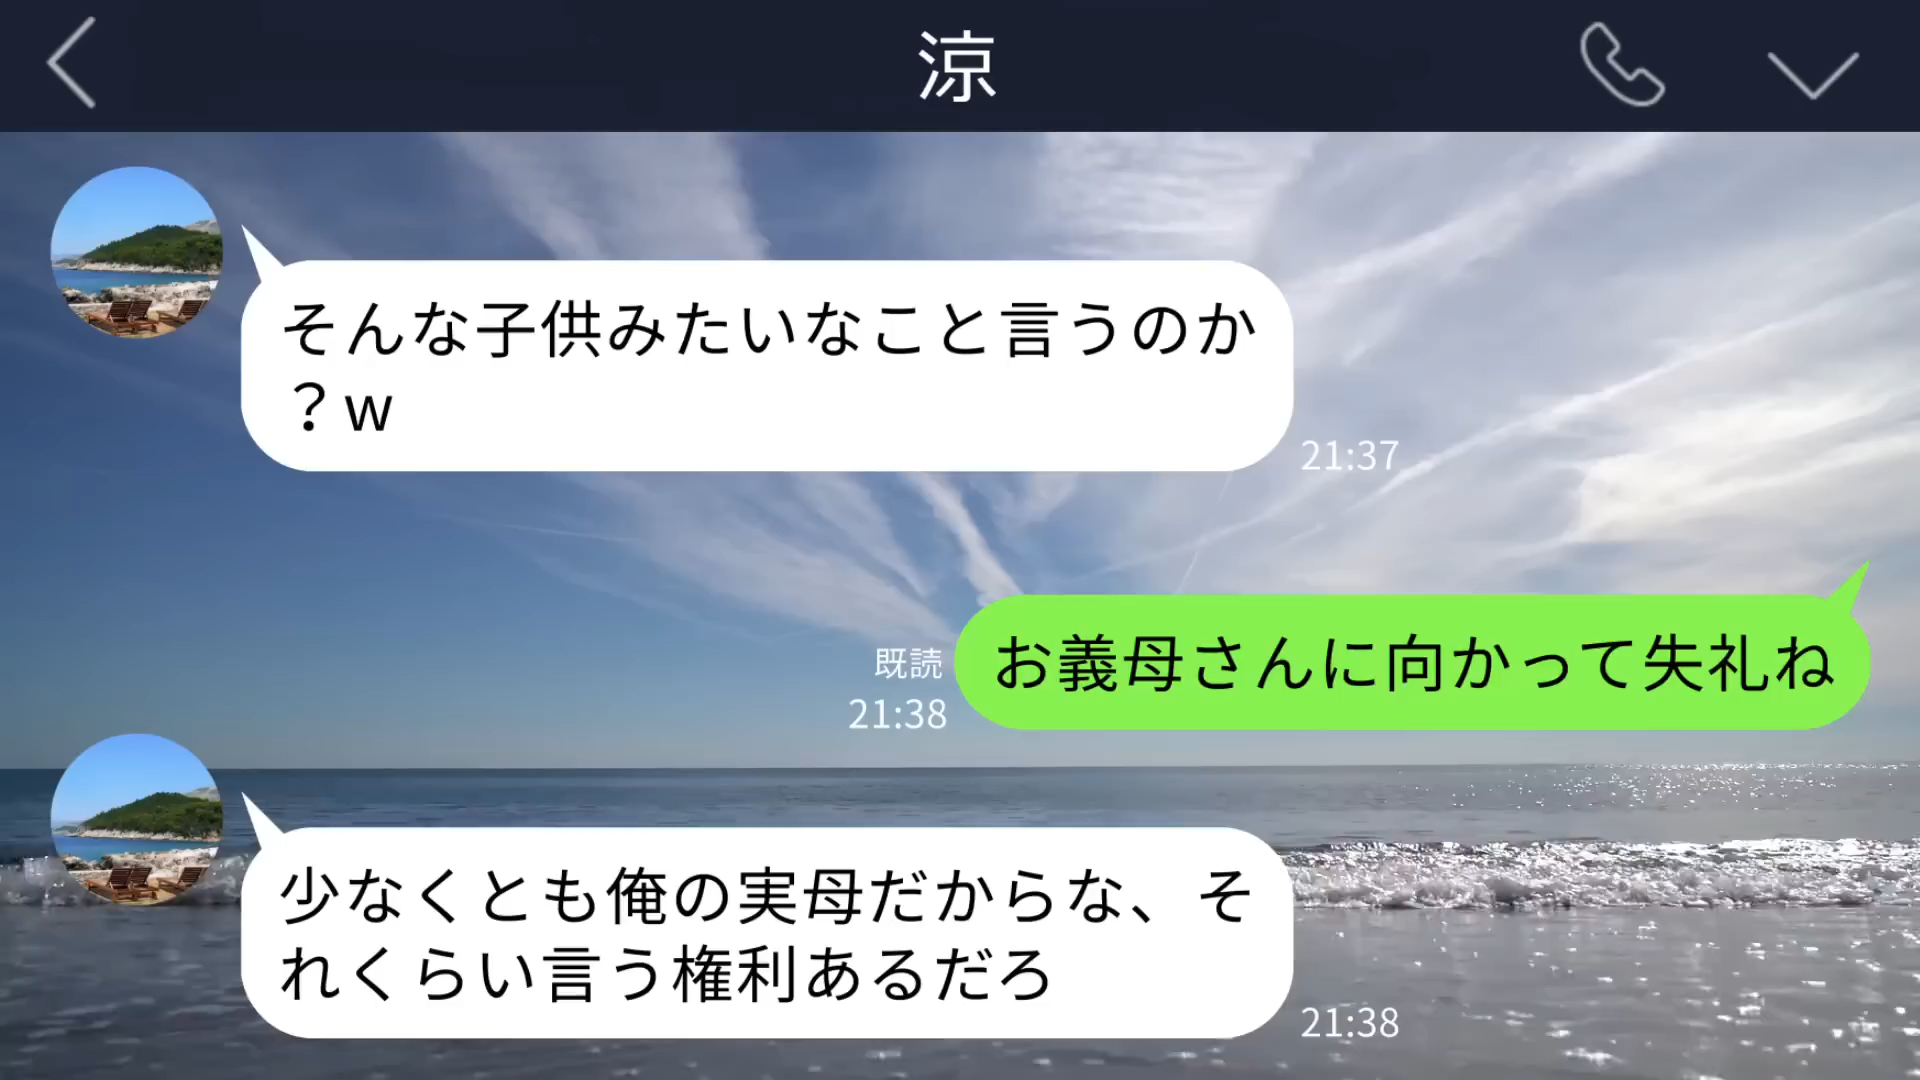 涼
そんな子供みたいなこと言うのか
？w
21:37
お義母さんに向かって失礼ね
既読
21:38
少なくとも俺の実母だからな、そ
れくらい言う権利あるだろ
21:38